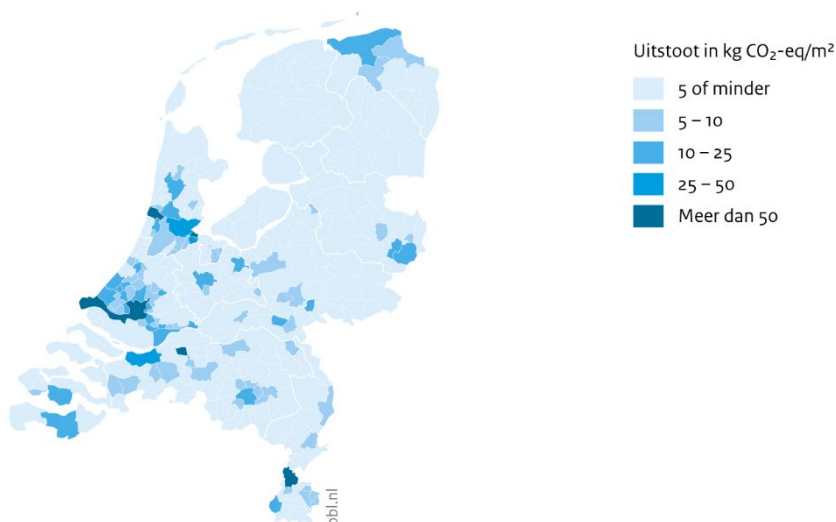 Uitstoot in kg CO₂-eq/m²
5 of minder
5 – 10
10 – 25
25 – 50
Meer dan 50
pbl.nl